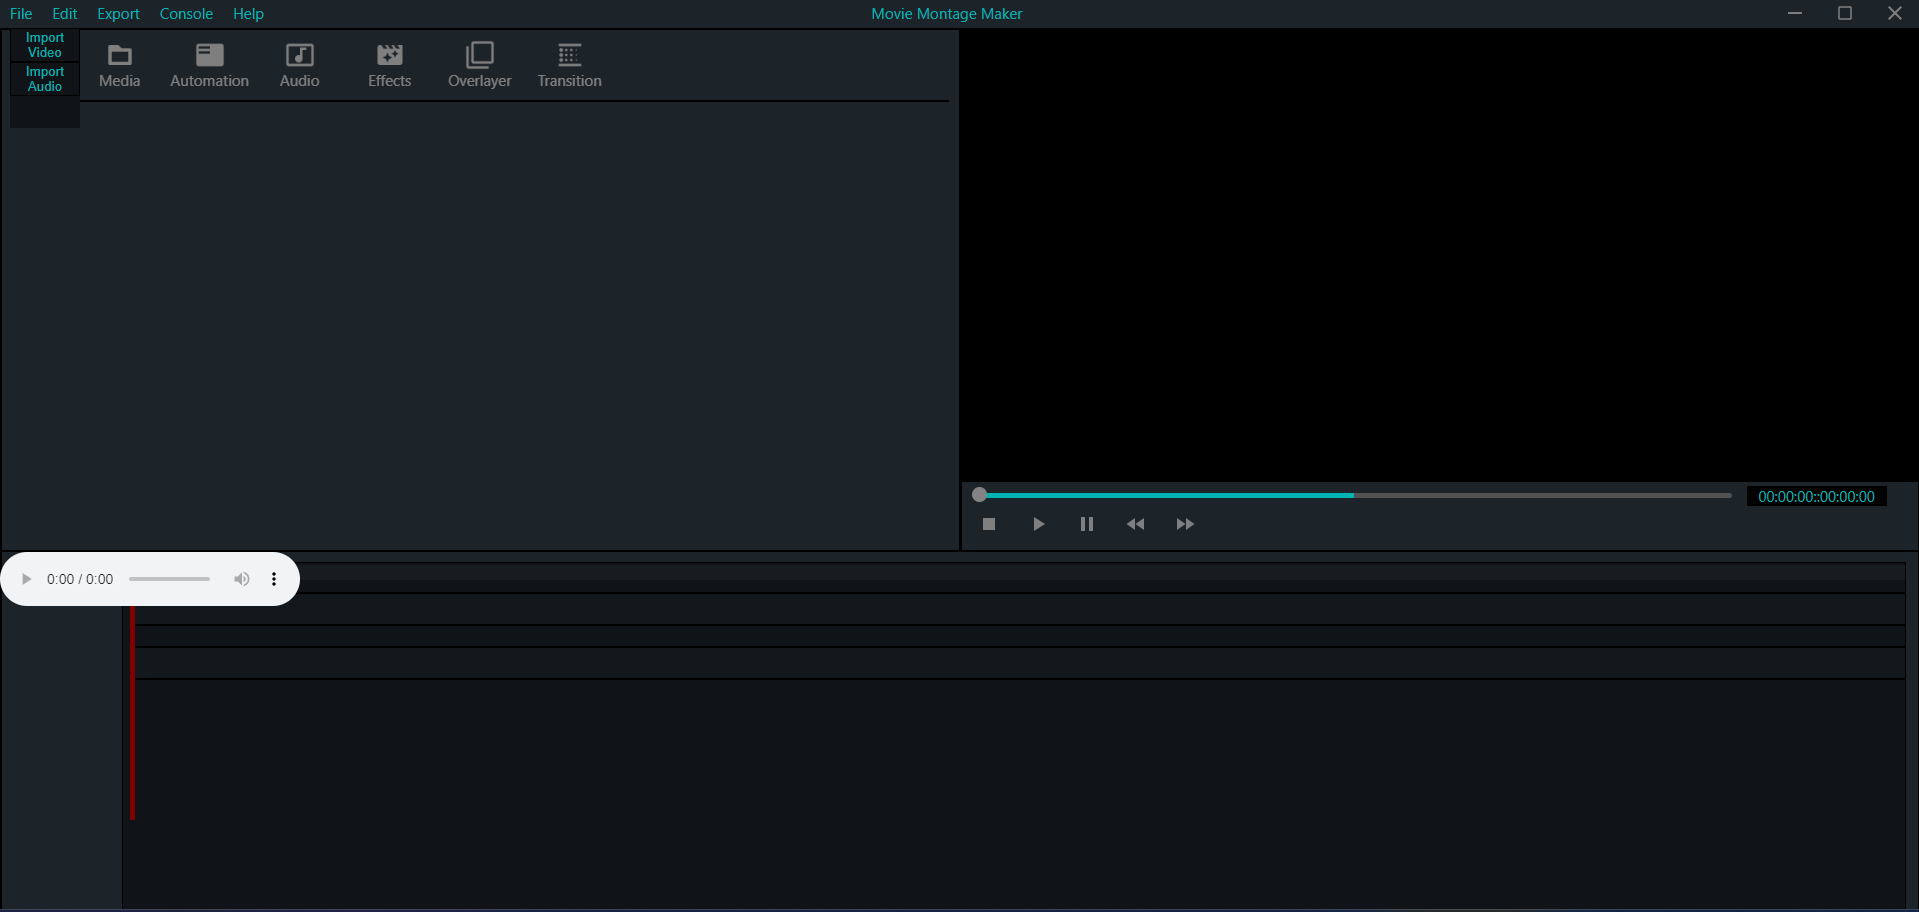 File Edit Export Console Help Movie Montage Maker
Import
Video
Import
Audio
Media Automation Audio Effects Overlayer Transition
00:00:00::00:00:00
0:00 / 0:00